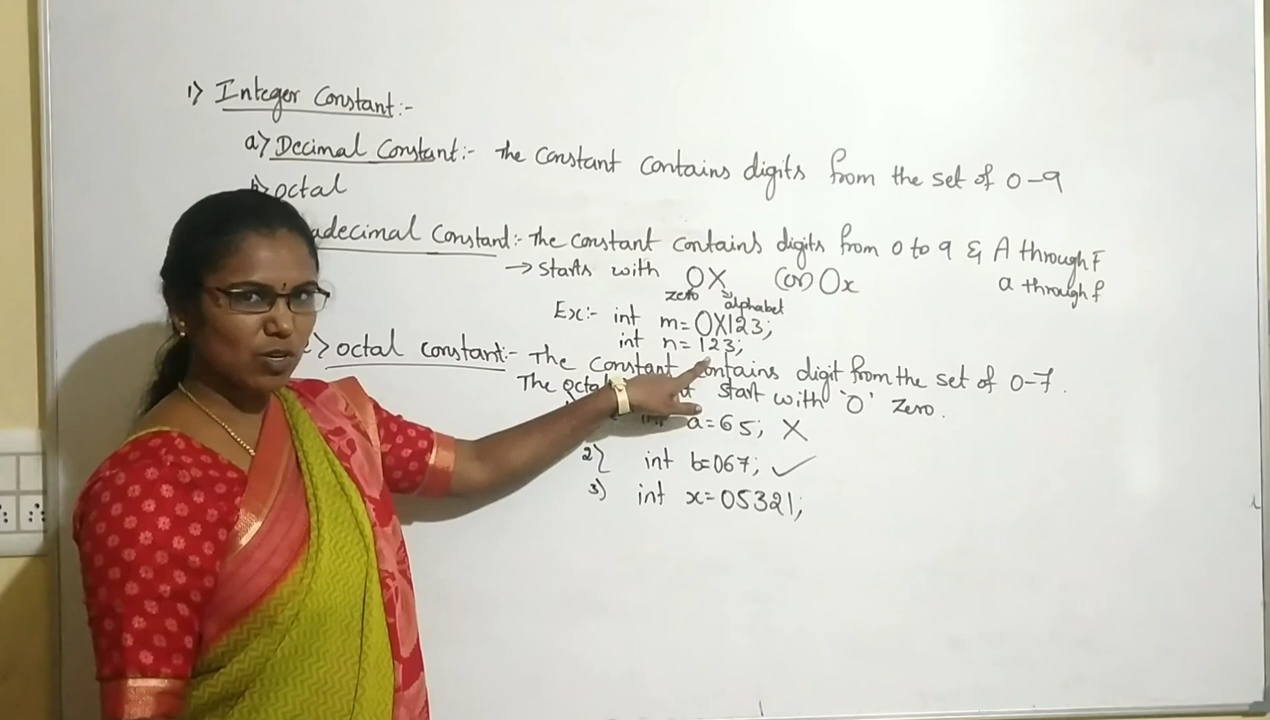 1) Integer Constant:-
a) Decimal Constant:- The constant contains digits from the set of 0-9
b) octal
adecimal Constant:- The constant contains digits from 0 to 9 & A through F
→ starts with 0X (or) 0x a through f
zero alphabet
Ex:- int m=0X123;
int n=123;
> octal constant:- The constant contains digit from the set of 0-7.
The octal start with '0' zero.
int a=65; X
2) int b=067; ✓
3) int x=05321;